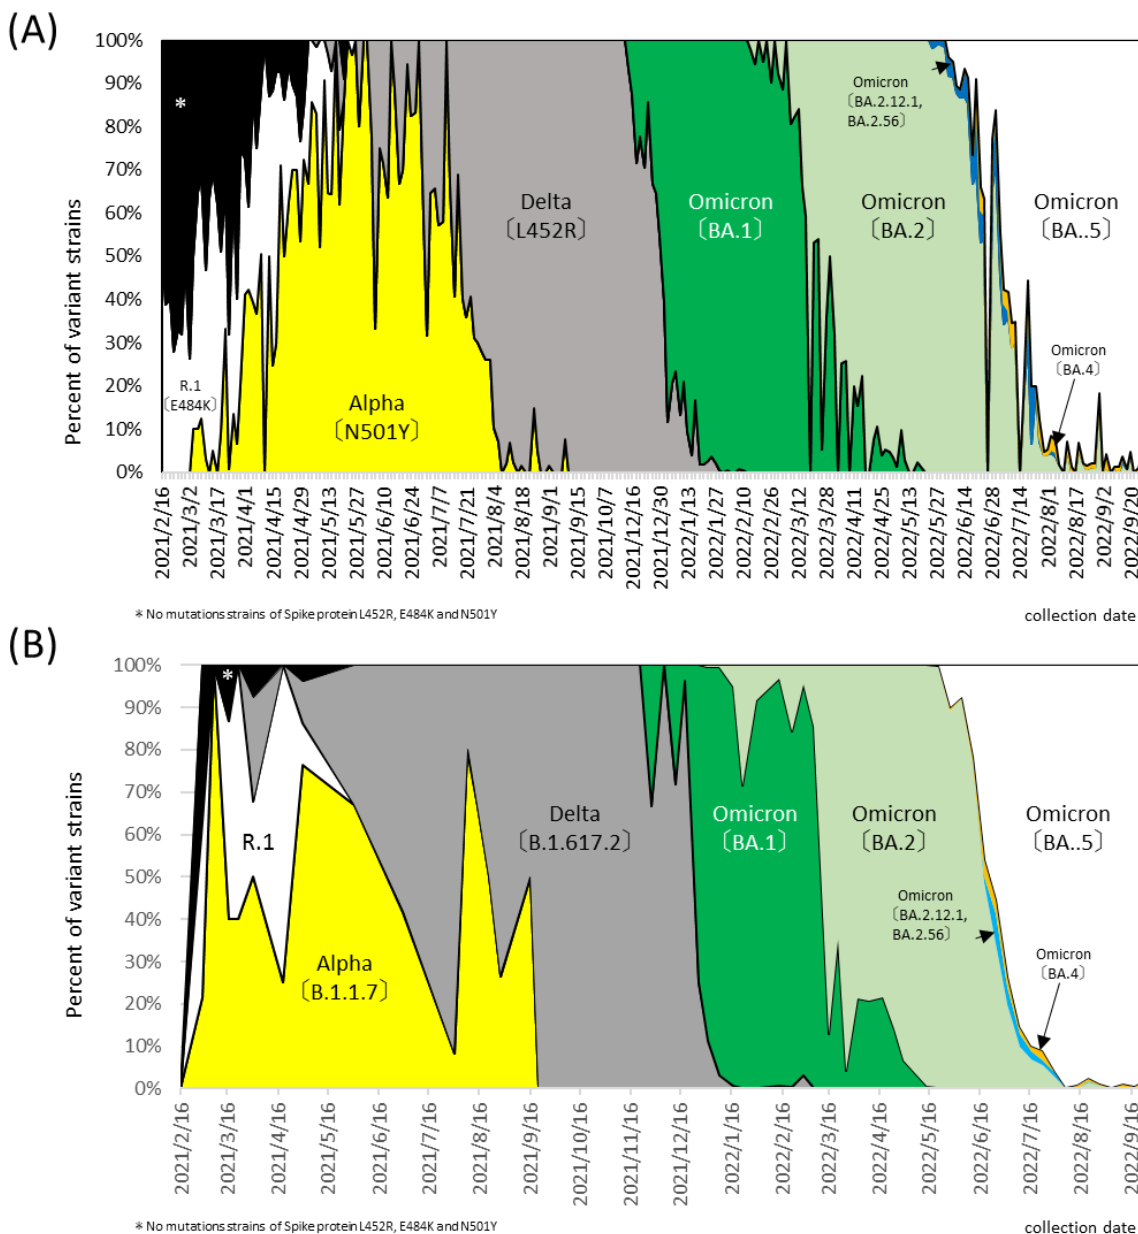 (A)
Percent of variant strains
100%
90%
80%
70%
60%
50%
40%
30%
20%
10%
0%
*
R.1
〔E484K〕
Alpha
〔N501Y〕
Delta
〔L452R〕
Omicron
〔BA.1〕
Omicron
〔BA.2〕
Omicron
〔BA.2.12.1,
BA.2.56〕
Omicron
〔BA..5〕
Omicron
〔BA.4〕
2021/2/16
2021/3/2
2021/3/17
2021/4/1
2021/4/15
2021/4/29
2021/5/13
2021/5/27
2021/6/10
2021/6/24
2021/7/7
2021/7/21
2021/8/4
2021/8/18
2021/9/1
2021/9/15
2021/10/7
2021/12/16
2021/12/30
2022/1/13
2022/1/27
2022/2/10
2022/2/26
2022/3/12
2022/3/28
2022/4/11
2022/4/25
2022/5/13
2022/5/27
2022/6/14
2022/6/28
2022/7/14
2022/8/1
2022/8/17
2022/9/2
2022/9/20
* No mutations strains of Spike protein L452R, E484K and N501Y
collection date
(B)
Percent of variant strains
100%
90%
80%
70%
60%
50%
40%
30%
20%
10%
0%
*
R.1
Alpha
〔B.1.1.7〕
Delta
〔B.1.617.2〕
Omicron
〔BA.1〕
Omicron
〔BA.2〕
Omicron
〔BA..5〕
Omicron
〔BA.2.12.1,
BA.2.56〕
Omicron
〔BA.4〕
2021/2/16
2021/3/16
2021/4/16
2021/5/16
2021/6/16
2021/7/16
2021/8/16
2021/9/16
2021/10/16
2021/11/16
2021/12/16
2022/1/16
2022/2/16
2022/3/16
2022/4/16
2022/5/16
2022/6/16
2022/7/16
2022/8/16
2022/9/16
* No mutations strains of Spike protein L452R, E484K and N501Y
collection date